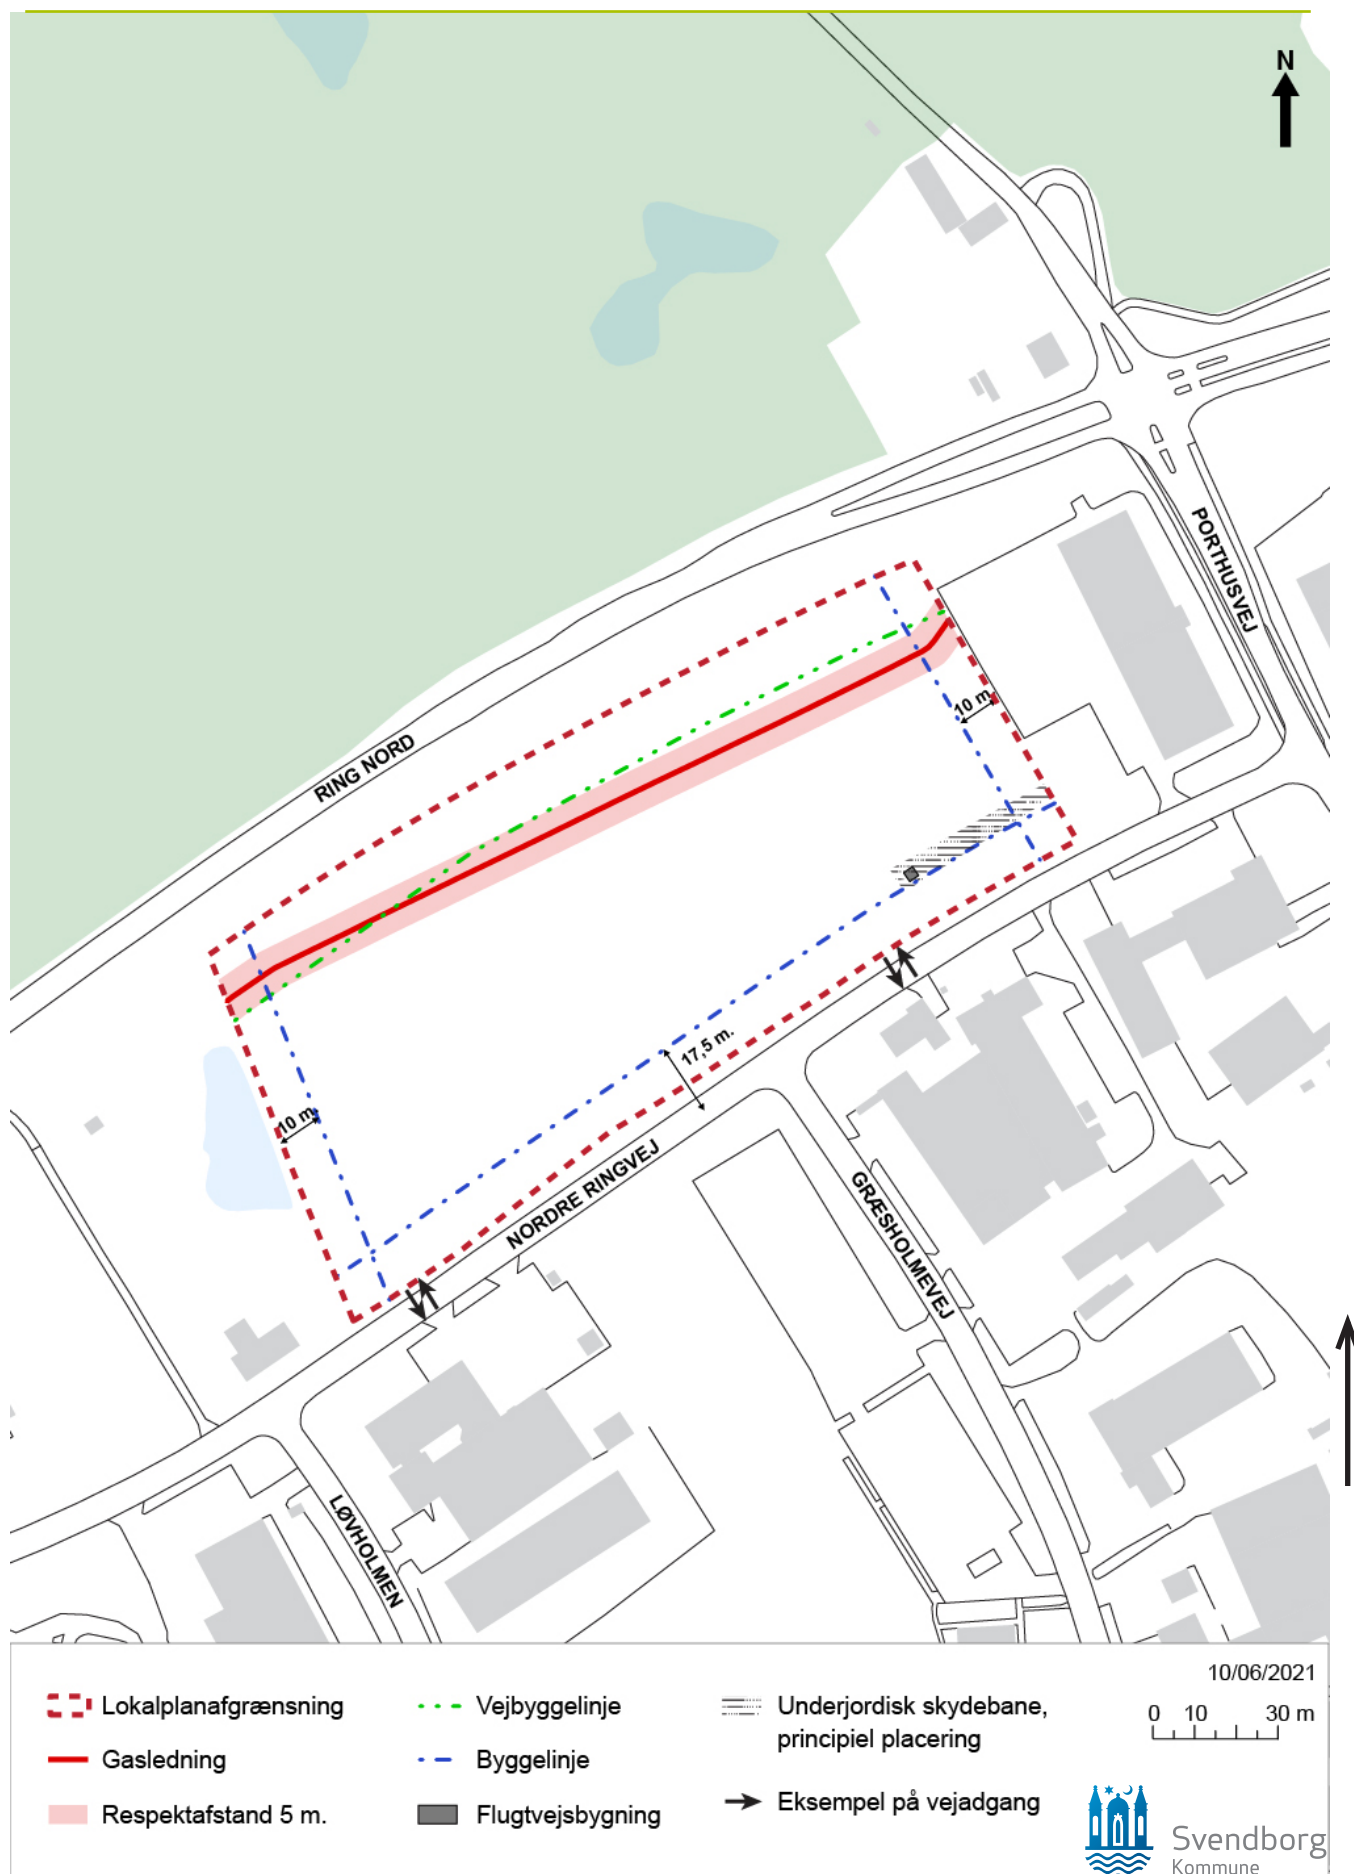 N
PORTHUSVEJ
10 m.
RING NORD
17,5 m.
10 m.
NORDRE RINGVEJ
GRÆSHOLMEVEJ
LØVHOLMEN
10/06/2021
Lokalplanafgrænsning
Gasledning
Respektafstand 5 m.
Vejbyggelinje
Byggelinje
Flugtvejsbygning
Underjordisk skydebane,
principiel placering
Eksempel på vejadgang
0 10 30 m
Svendborg
Kommune